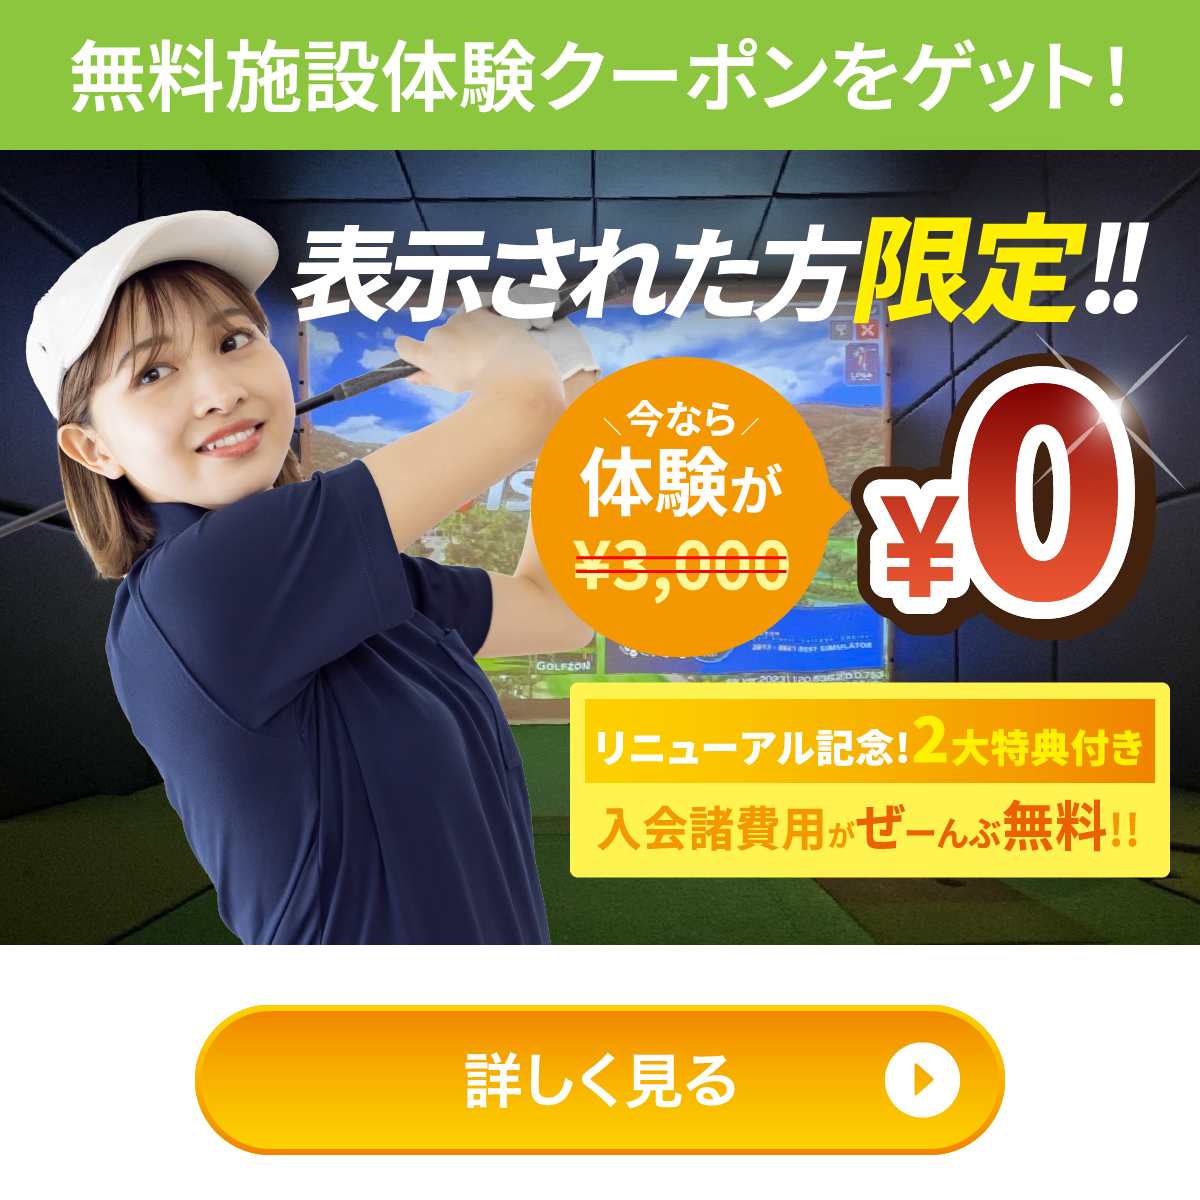 無料施設体験クーポンをゲット!
表示された方限定!!
今なら
体験が
¥3,000
¥0
GOLFZON
リニューアル記念!2大特典付き
入会諸費用がぜーんぶ無料!!
詳しく見る